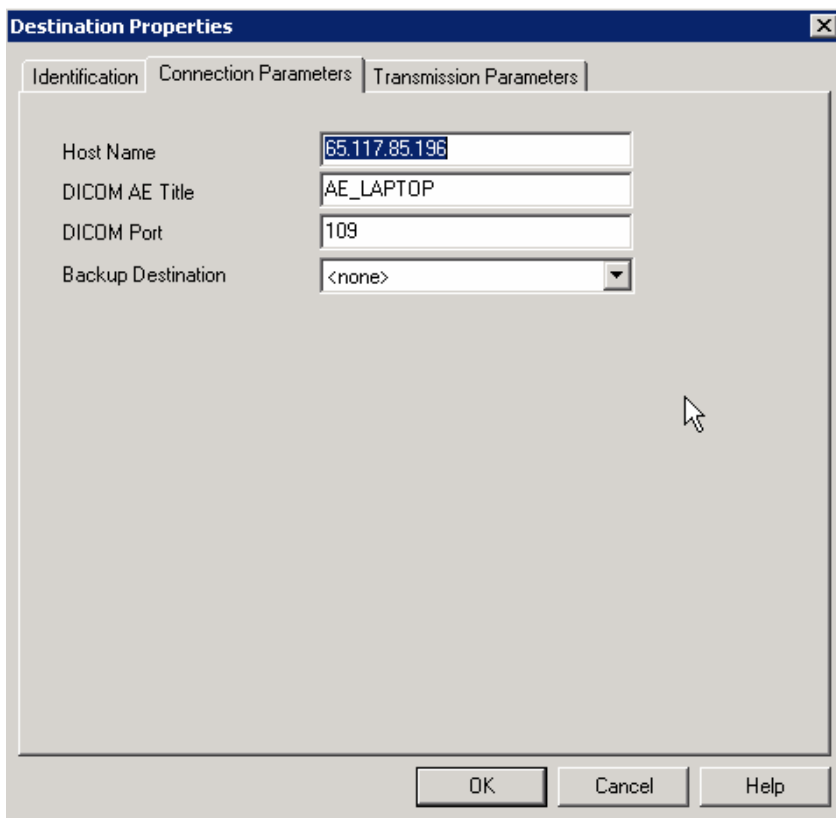 Destination Properties
Identification Connection Parameters Transmission Parameters
Host Name 65.117.85.196
DICOM AE Title AE_LAPTOP
DICOM Port 109
Backup Destination <none>
OK Cancel Help